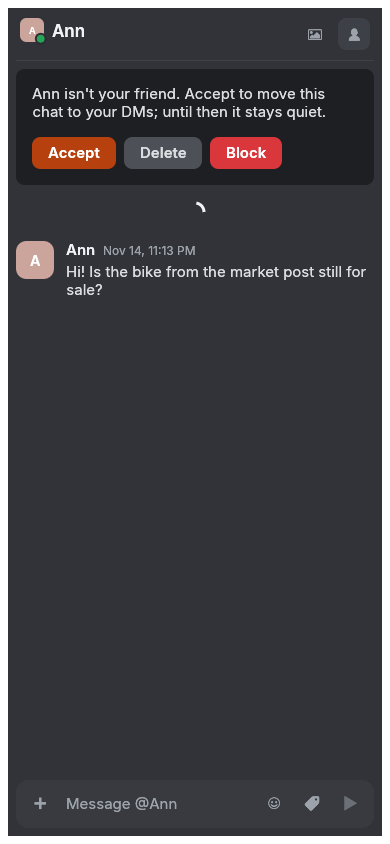 A Ann
Ann isn't your friend. Accept to move this
chat to your DMs; until then it stays quiet.
Accept Delete Block
Ann Nov 14, 11:13 PM
A
Hi! Is the bike from the market post still for
sale?
Message @Ann